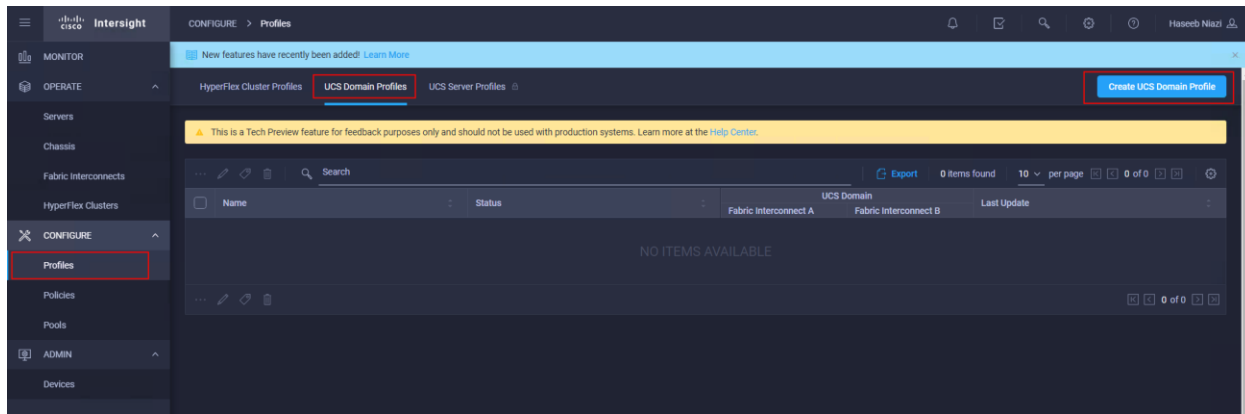 cisco Intersight CONFIGURE > Profiles Haseeb Niazi
MONITOR
New features have recently been added! Learn More
OPERATE
HyperFlex Cluster Profiles UCS Domain Profiles UCS Server Profiles Create UCS Domain Profile
Servers
This is a Tech Preview feature for feedback purposes only and should not be used with production systems. Learn more at the Help Center.
Chassis
Fabric Interconnects
... Search Export 0 items found 10 per page 0 of 0
HyperFlex Clusters
Name Status UCS Domain Last Update
Fabric Interconnect A Fabric Interconnect B
CONFIGURE
NO ITEMS AVAILABLE
Profiles
Policies
... 0 of 0
Pools
ADMIN
Devices